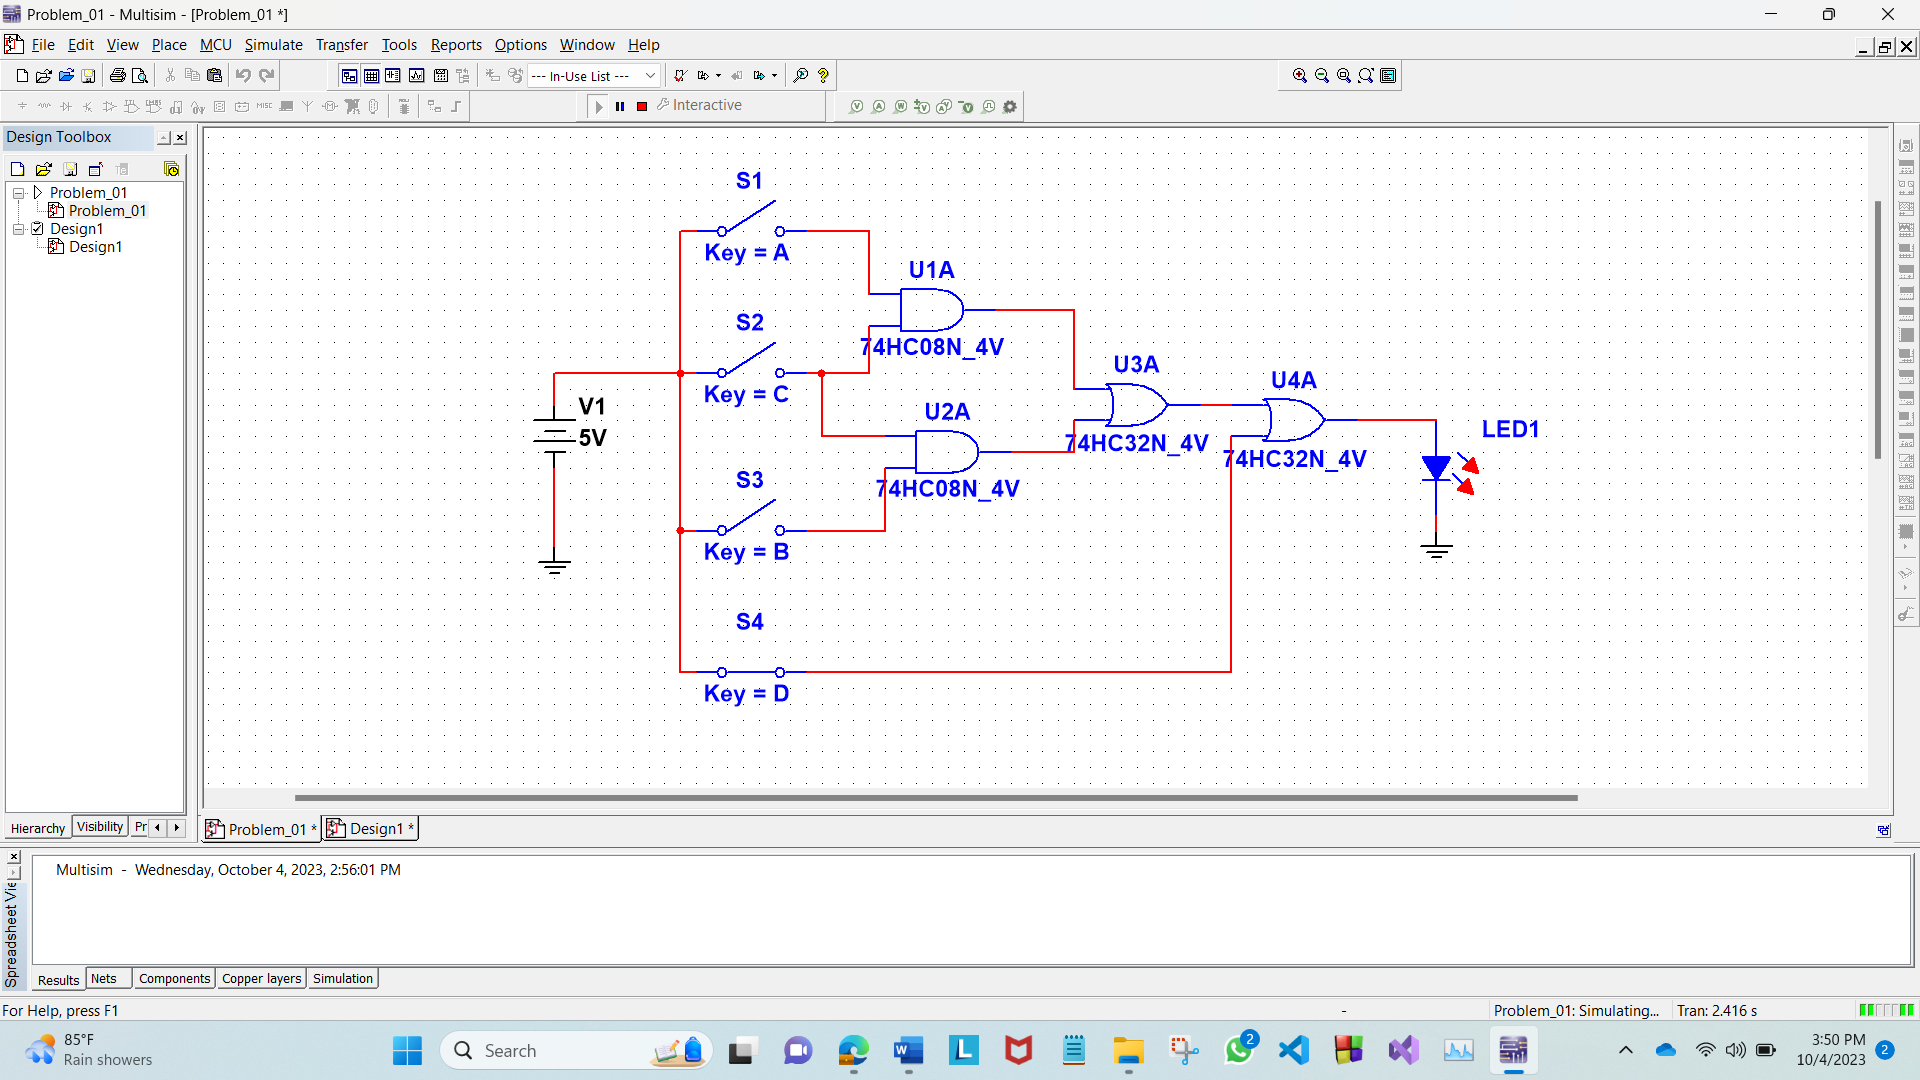 Problem_01 - Multisim - [Problem_01 *]
File Edit View Place MCU Simulate Transfer Tools Reports Options Window Help
--- In-Use List ---
Interactive
Design Toolbox
Problem_01
Problem_01
Design1
Design1
Hierarchy Visibility Pr
S1
Key = A
U1A
74HC08N_4V
S2
Key = C
V1
5V
U2A
74HC08N_4V
U3A
74HC32N_4V
U4A
74HC32N_4V
LED1
S3
Key = B
S4
Key = D
Problem_01 * Design1 *
Multisim - Wednesday, October 4, 2023, 2:56:01 PM
Spreadsheet Vie
Results Nets Components Copper layers Simulation
For Help, press F1
-
Problem_01: Simulating... Tran: 2.416 s
85°F
Rain showers
Search
2
3:50 PM
10/4/2023
2